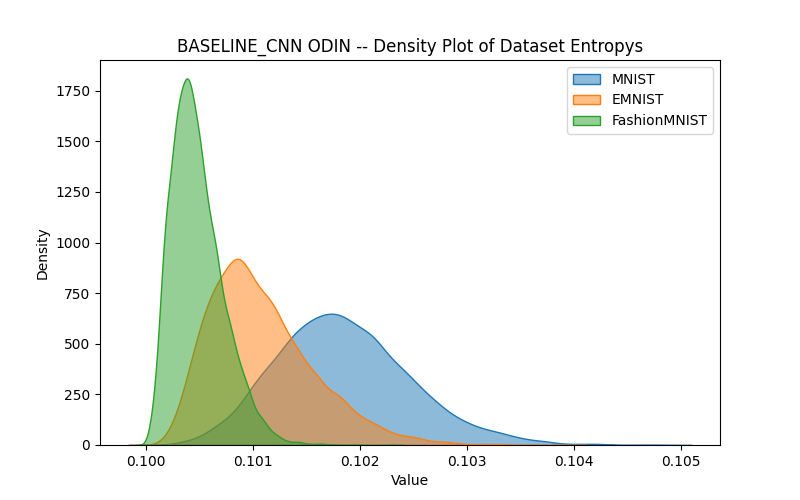 BASELINE_CNN ODIN -- Density Plot of Dataset Entropys
MNIST
EMNIST
FashionMNIST
1750
1500
1250
1000
750
500
250
0
Density
0.100 0.101 0.102 0.103 0.104 0.105
Value